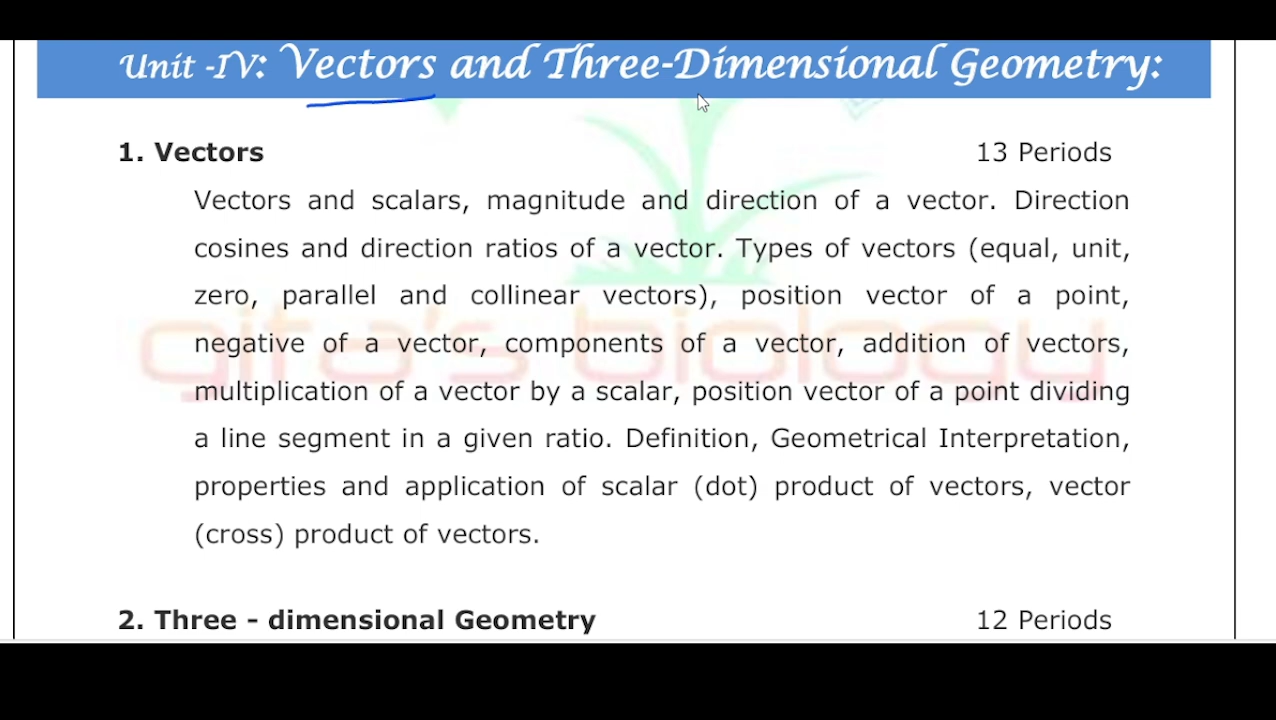 Unit -IV: Vectors and Three-Dimensional Geometry:
1. Vectors 13 Periods
Vectors and scalars, magnitude and direction of a vector. Direction
cosines and direction ratios of a vector. Types of vectors (equal, unit,
zero, parallel and collinear vectors), position vector of a point,
negative of a vector, components of a vector, addition of vectors,
multiplication of a vector by a scalar, position vector of a point dividing
a line segment in a given ratio. Definition, Geometrical Interpretation,
properties and application of scalar (dot) product of vectors, vector
(cross) product of vectors.
gita's biology
2. Three - dimensional Geometry 12 Periods